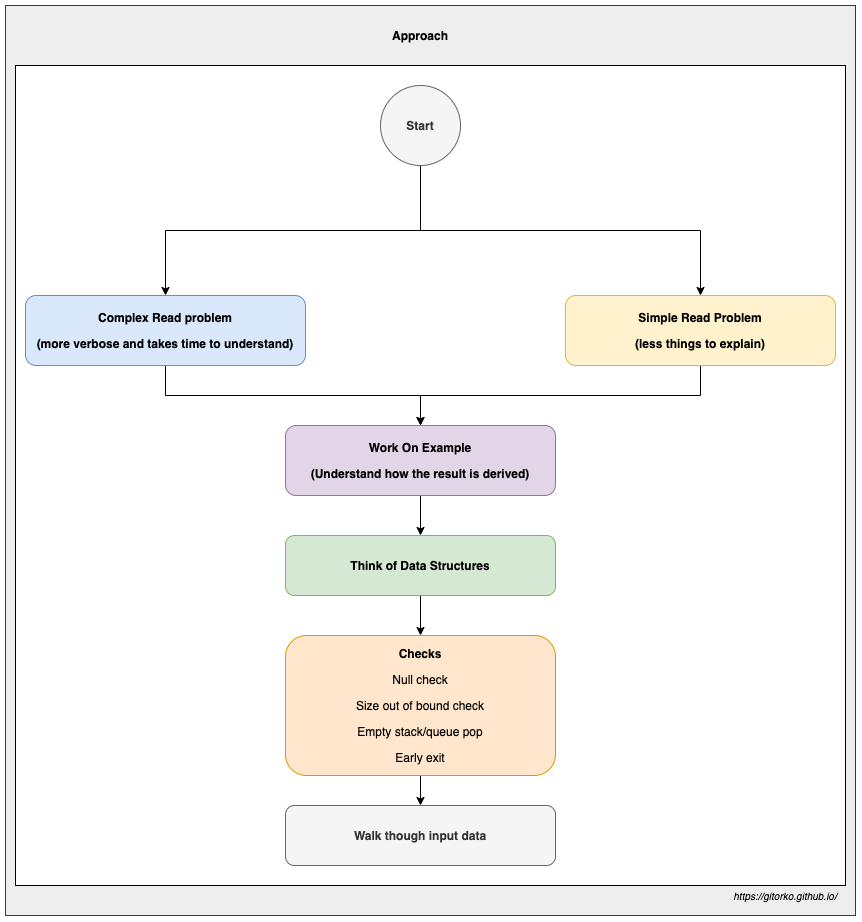 Approach
Start
Complex Read problem
(more verbose and takes time to understand)
Simple Read Problem
(less things to explain)
Work On Example
(Understand how the result is derived)
Think of Data Structures
Checks
Null check
Size out of bound check
Empty stack/queue pop
Early exit
Walk though input data
https://gitorko.github.io/